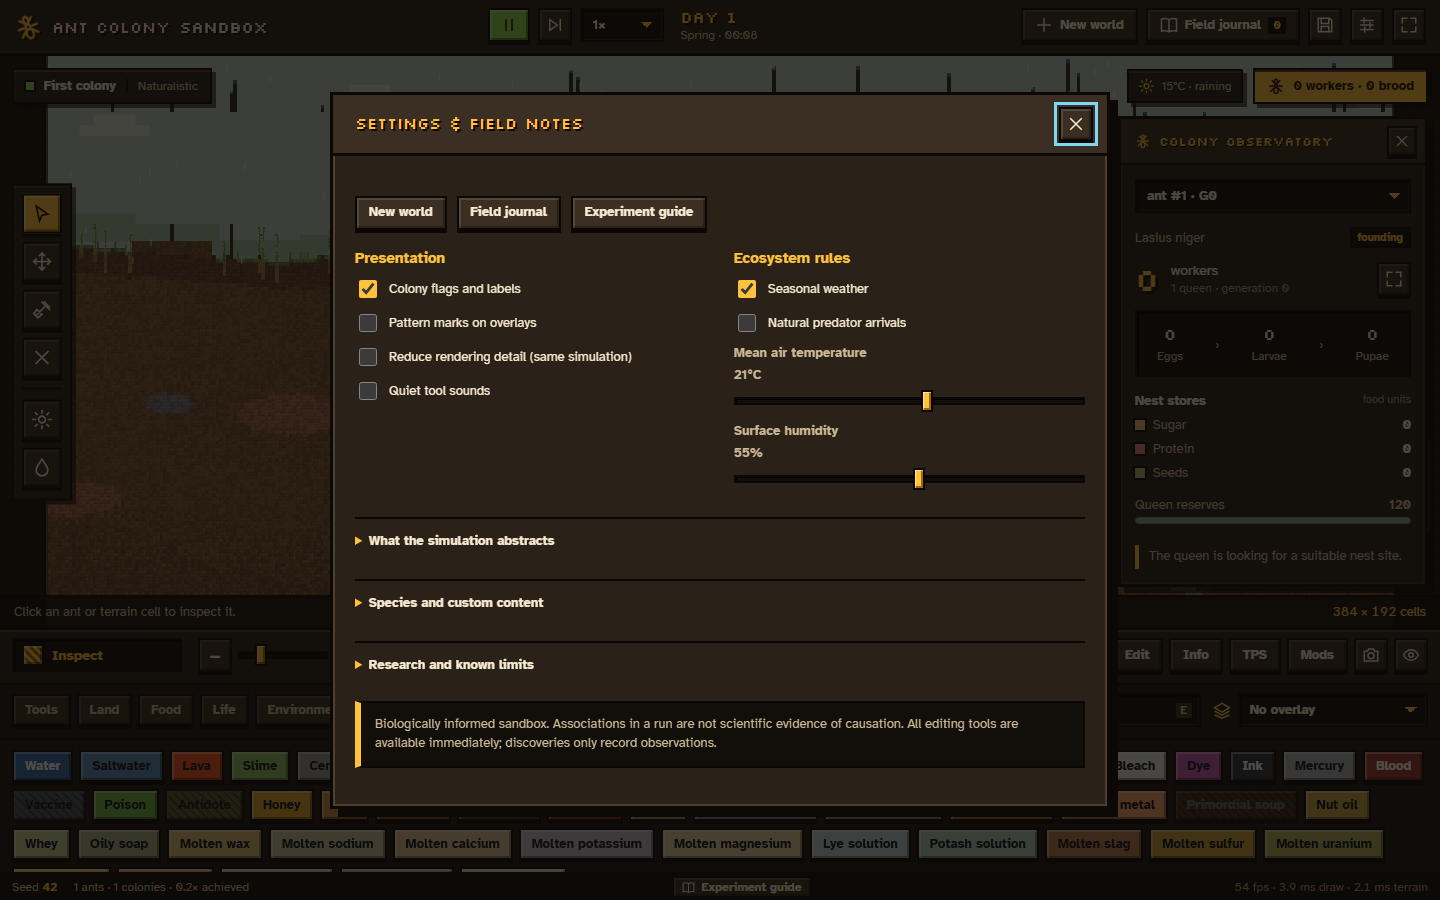 ANT COLONY SANDBOX
1×
DAY 1
Spring · 00:08
New world
Field journal 0
First colony Naturalistic
15°C · raining
0 workers · 0 brood
SETTINGS & FIELD NOTES
New world Field journal Experiment guide
Presentation
Colony flags and labels
Pattern marks on overlays
Reduce rendering detail (same simulation)
Quiet tool sounds
Ecosystem rules
Seasonal weather
Natural predator arrivals
Mean air temperature
21°C
Surface humidity
55%
What the simulation abstracts
Species and custom content
Research and known limits
Biologically informed sandbox. Associations in a run are not scientific evidence of causation. All editing tools are
available immediately; discoveries only record observations.
COLONY OBSERVATORY
ant #1 · G0
Lasius niger founding
0 workers
1 queen · generation 0
0 › 0 › 0
Eggs Larvae Pupae
Nest stores food units
Sugar 0
Protein 0
Seeds 0
Queen reserves 120
The queen is looking for a suitable nest site.
Click an ant or terrain cell to inspect it.
384 × 192 cells
Inspect –
Edit Info TPS Mods
Tools Land Food Life Environme
E No overlay
Water Saltwater Lava Slime Cer
Bleach Dye Ink Mercury Blood
Vaccine Poison Antidote Honey
metal Primordial soup Nut oil
Whey Oily soap Molten wax Molten sodium Molten calcium Molten potassium Molten magnesium Lye solution Potash solution Molten slag Molten sulfur Molten uranium
Seed 42 1 ants · 1 colonies · 0.2× achieved
Experiment guide
54 fps · 3.9 ms draw · 2.1 ms terrain